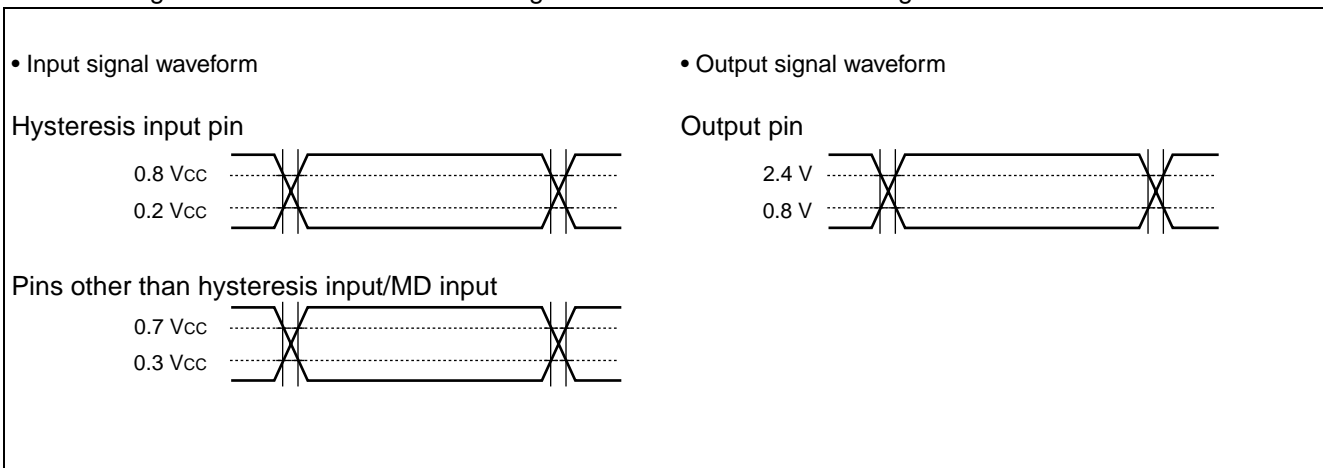 • Input signal waveform
Hysteresis input pin
0.8 VCC
0.2 VCC
Pins other than hysteresis input/MD input
0.7 VCC
0.3 VCC
• Output signal waveform
Output pin
2.4 V
0.8 V